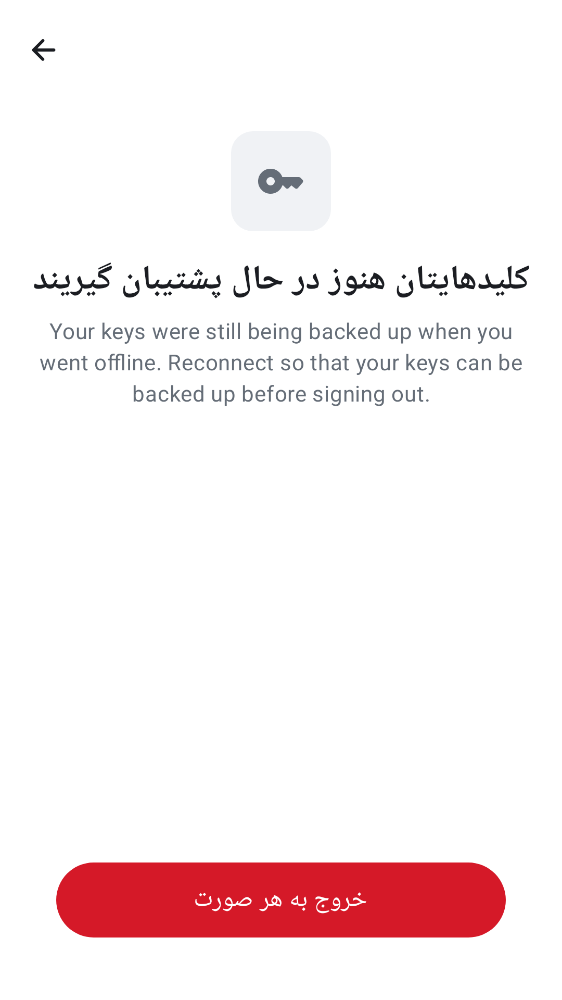 کلیدهایتان هنوز در حال پشتیبان گیریند
Your keys were still being backed up when you
went offline. Reconnect so that your keys can be
backed up before signing out.
خروج به هر صورت